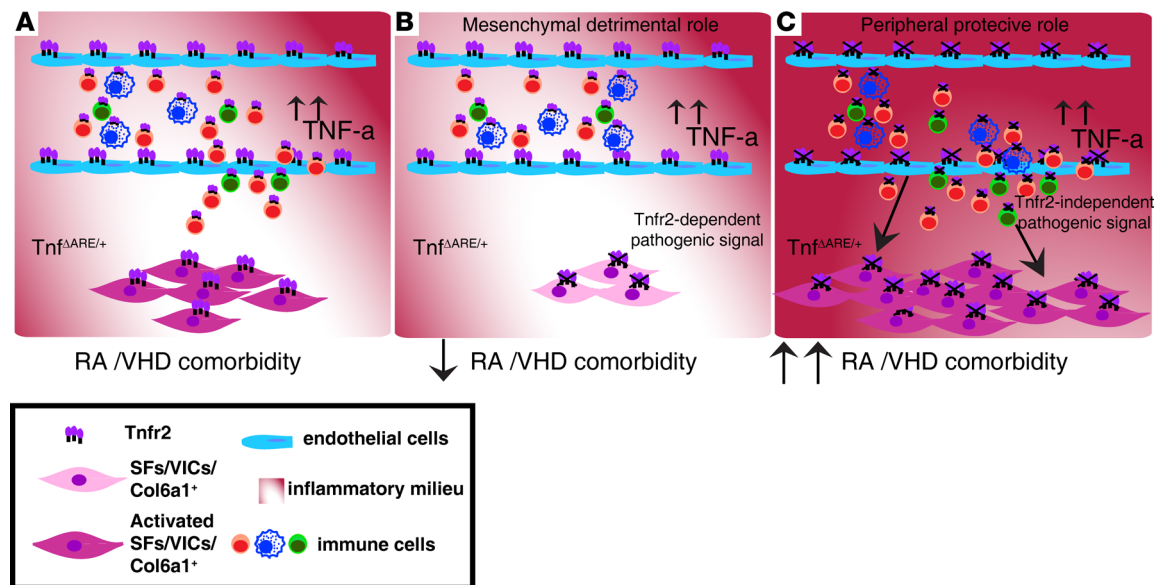 A
TNF-a
Tnf^ΔARE/+
RA /VHD comorbidity
B
Mesenchymal detrimental role
TNF-a
Tnfr2-dependent
pathogenic signal
Tnf^ΔARE/+
RA /VHD comorbidity
C
Peripheral protecive role
TNF-a
Tnfr2-independent
pathogenic signal
Tnf^ΔARE/+
RA /VHD comorbidity
Tnfr2
SFs/VICs/
Col6a1⁺
Activated
SFs/VICs/
Col6a1⁺
endothelial cells
inflammatory milieu
immune cells